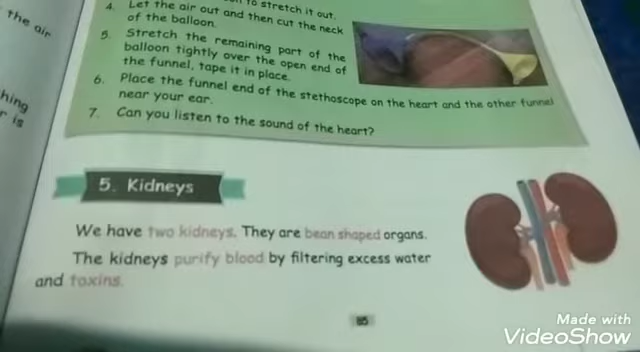 the air
hing
r is
to stretch it out.
4. Let the air out and then cut the neck
of the balloon.
5. Stretch the remaining part of the
balloon tightly over the open end of
the funnel, tape it in place.
6. Place the funnel end of the stethoscope on the heart and the other funnel
near your ear.
7. Can you listen to the sound of the heart?
5. Kidneys
We have two kidneys. They are bean shaped organs.
The kidneys purify blood by filtering excess water
and toxins.
85
Made with
VideoShow